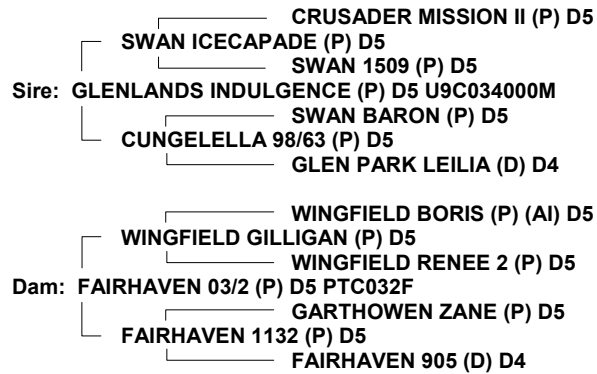 CRUSADER MISSION II (P) D5
SWAN ICECAPADE (P) D5
SWAN 1509 (P) D5
Sire: GLENLANDS INDULGENCE (P) D5 U9C034000M
SWAN BARON (P) D5
CUNGELELLA 98/63 (P) D5
GLEN PARK LEILIA (D) D4
WINGFIELD BORIS (P) (AI) D5
WINGFIELD GILLIGAN (P) D5
WINGFIELD RENEE 2 (P) D5
Dam: FAIRHAVEN 03/2 (P) D5 PTC032F
GARTHOWEN ZANE (P) D5
FAIRHAVEN 1132 (P) D5
FAIRHAVEN 905 (D) D4